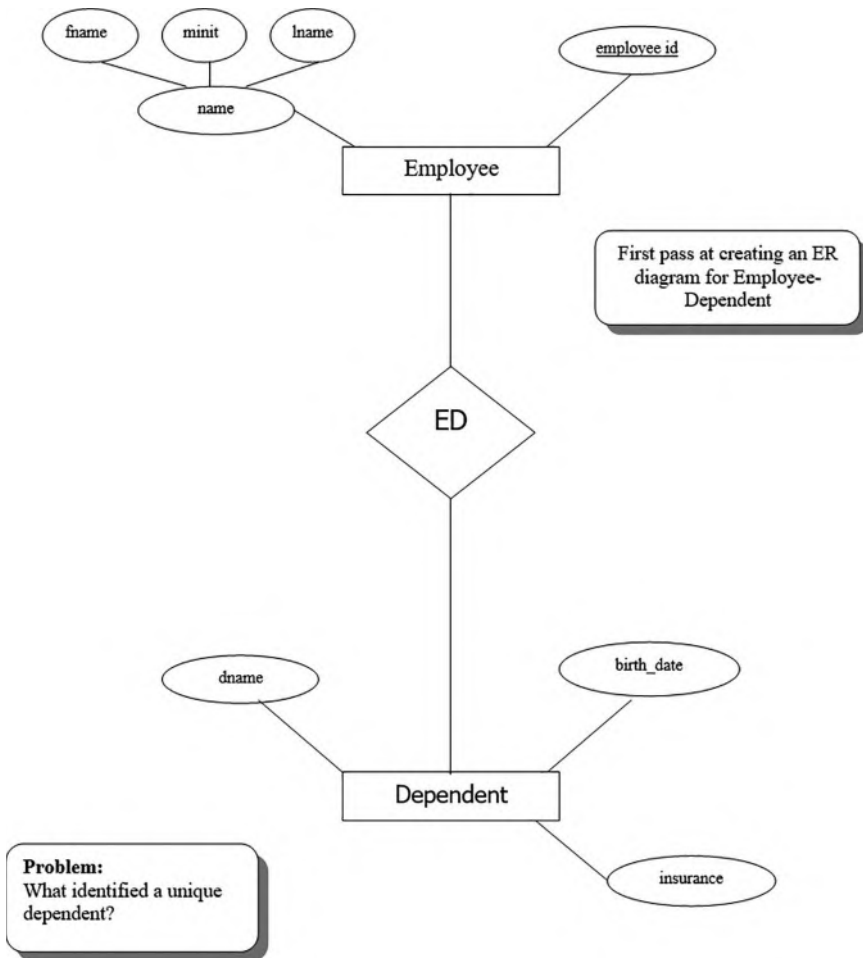 fname
minit
lname
name
employee id
Employee
First pass at creating an ER
diagram for Employee-
Dependent
ED
dname
birth_date
Dependent
insurance
Problem:
What identified a unique
dependent?